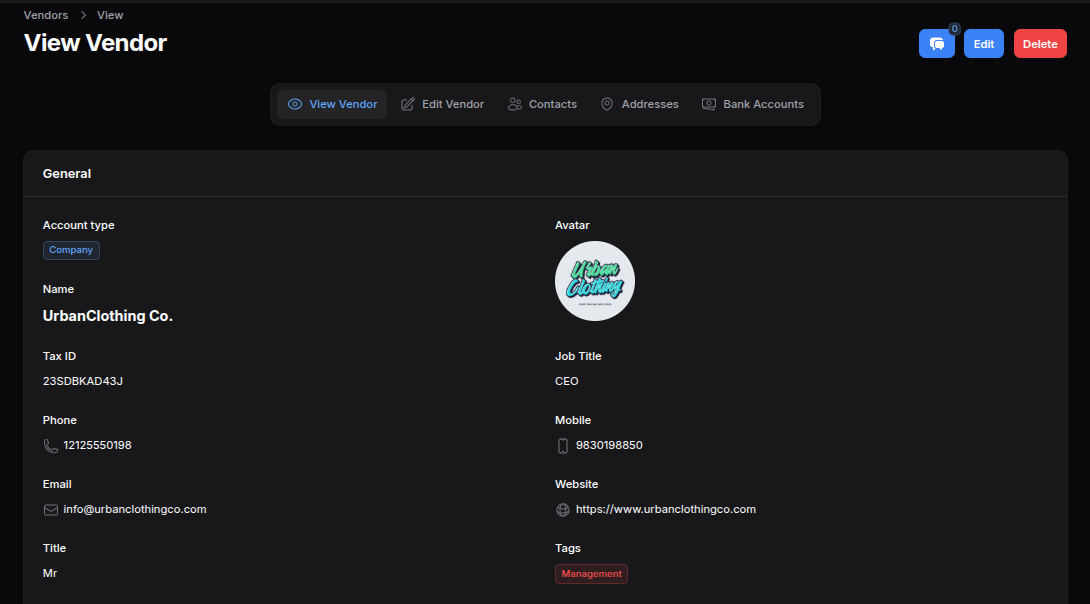 Vendors > View
View Vendor
0
Edit
Delete
View Vendor
Edit Vendor
Contacts
Addresses
Bank Accounts
General
Account type
Company
Avatar
Urban
Clothing
Name
UrbanClothing Co.
Tax ID
23SDBKAD43J
Job Title
CEO
Phone
12125550198
Mobile
9830198850
Email
info@urbanclothingco.com
Website
https://www.urbanclothingco.com
Title
Mr
Tags
Management